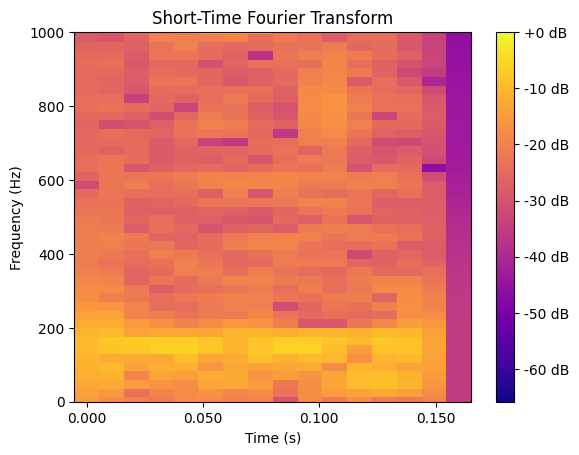 Short-Time Fourier Transform
Frequency (Hz)
1000
800
600
400
200
0
0.000
0.050
0.100
0.150
Time (s)
+0 dB
-10 dB
-20 dB
-30 dB
-40 dB
-50 dB
-60 dB